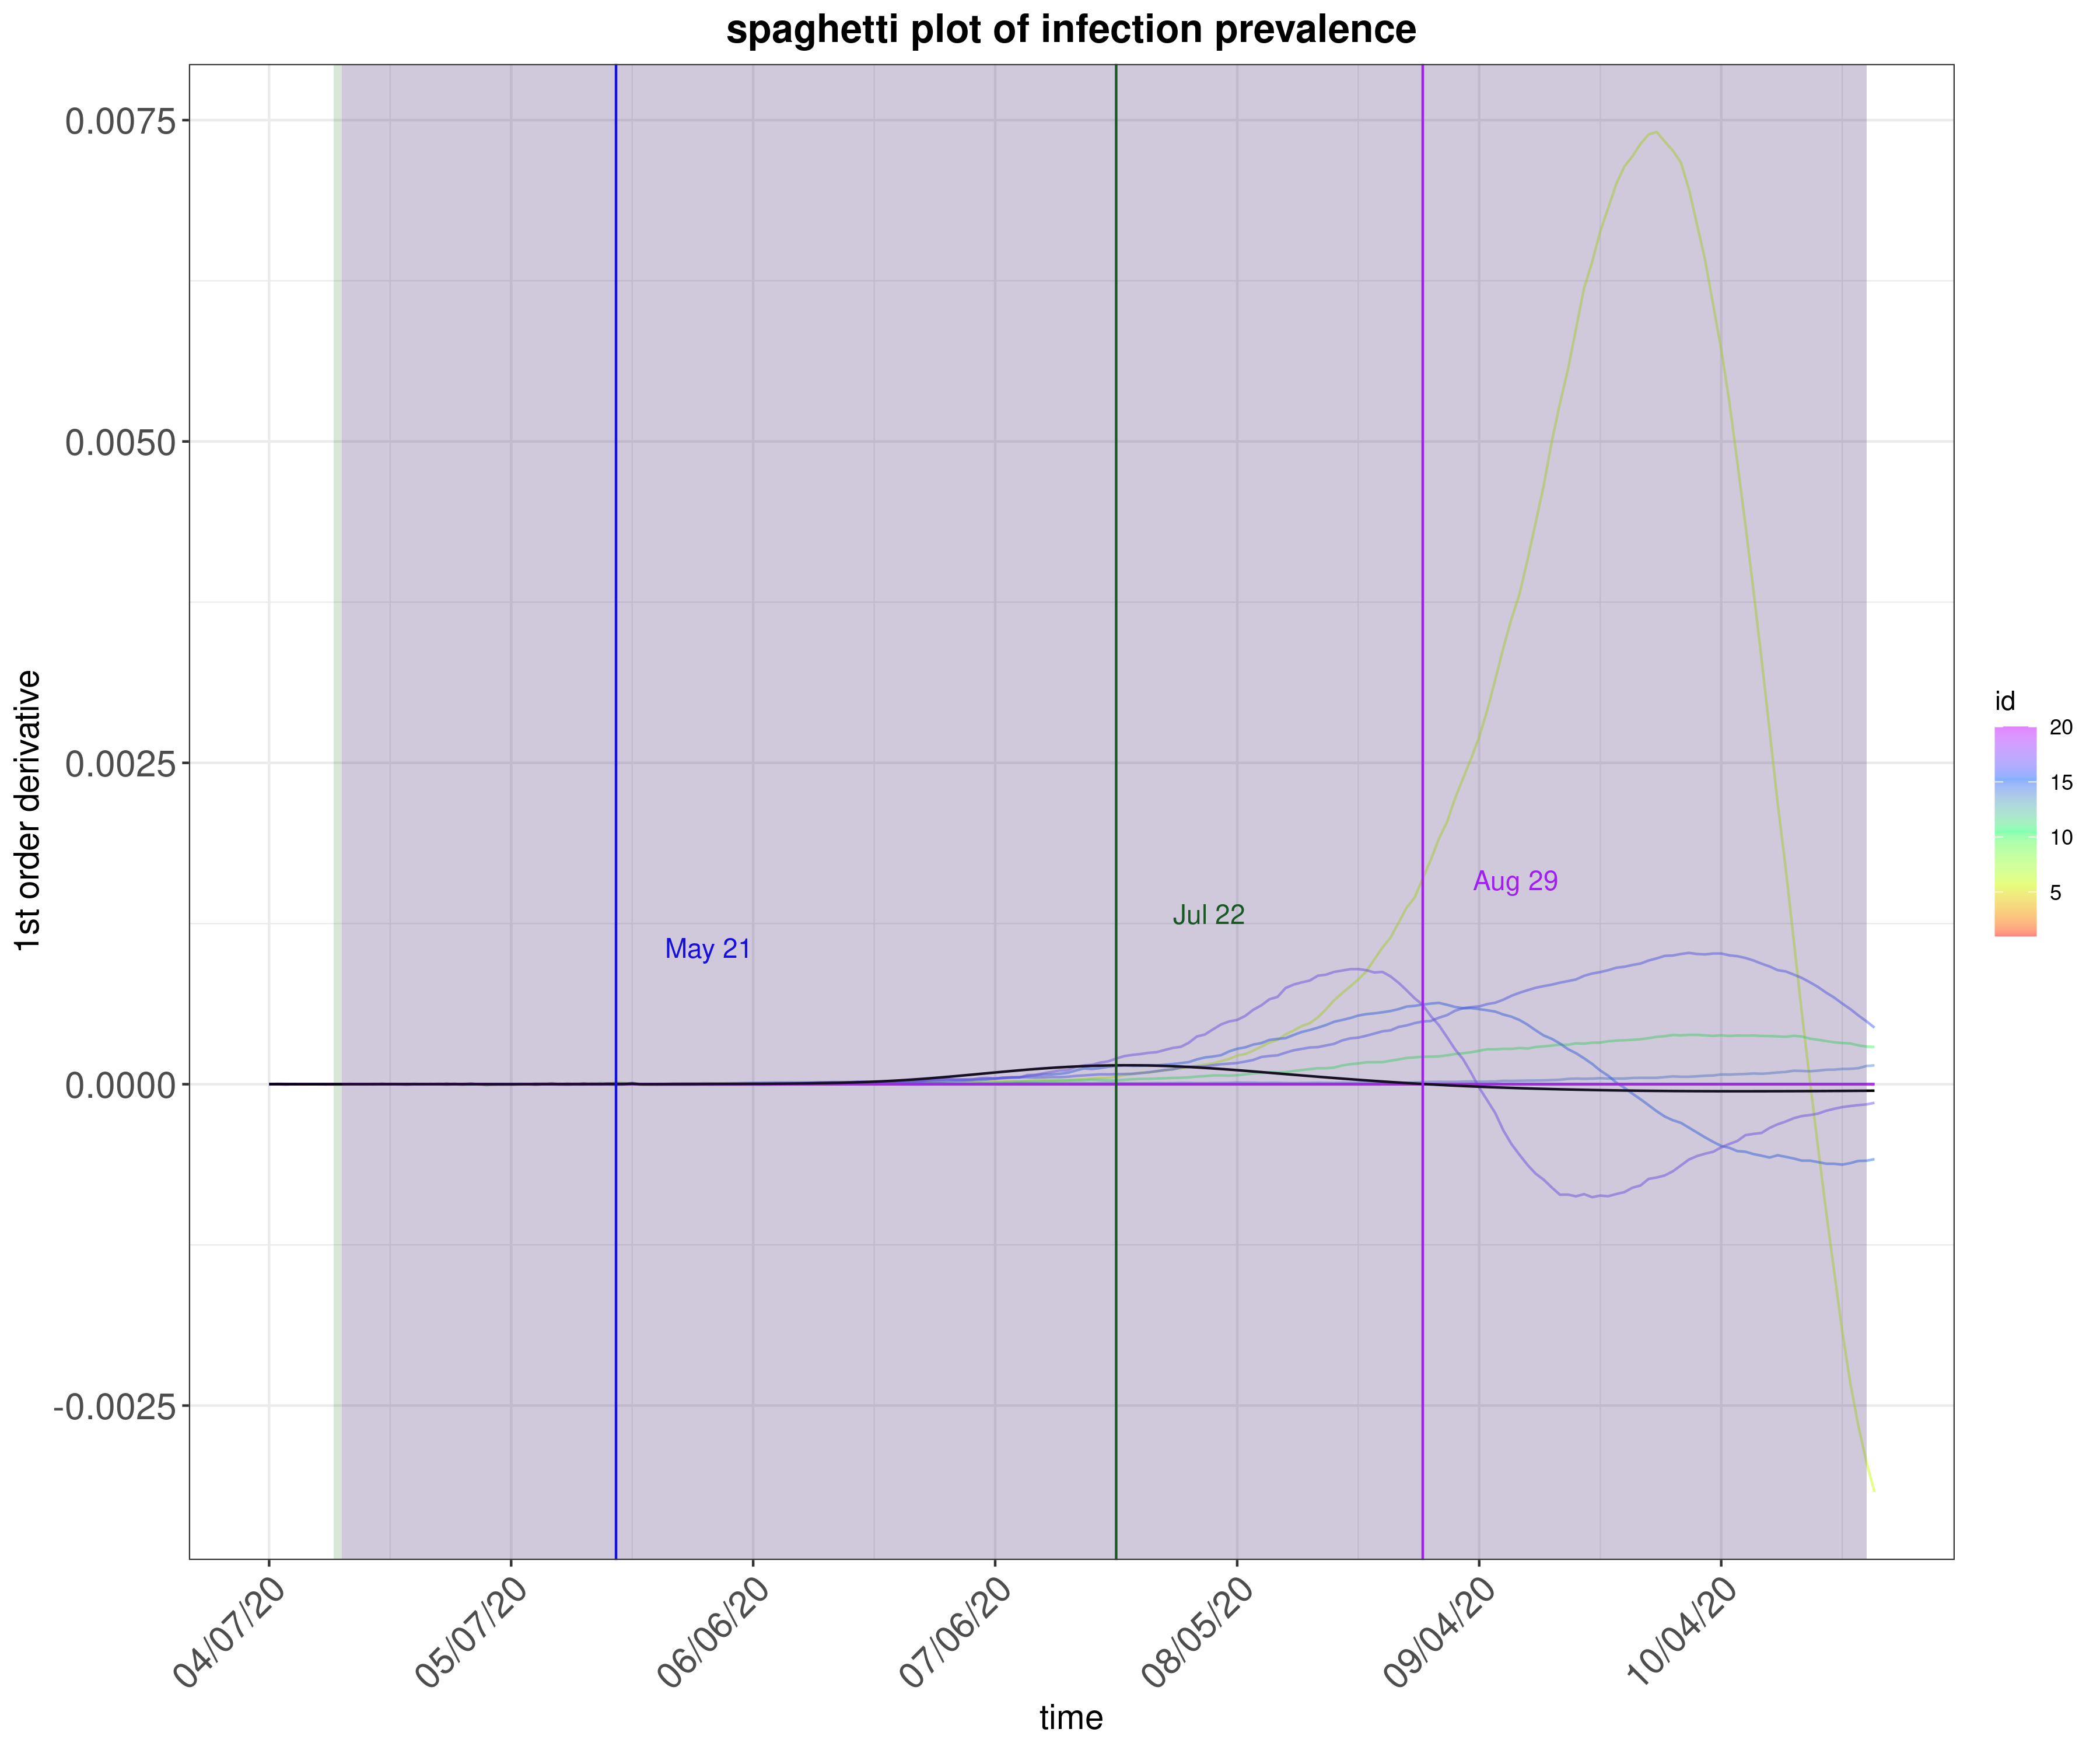 spaghetti plot of infection prevalence
1st order derivative
0.0075
0.0050
0.0025
0.0000
-0.0025
May 21
Jul 22
Aug 29
04/07/20
05/07/20
06/06/20
07/06/20
08/05/20
09/04/20
10/04/20
time
id
20
15
10
5